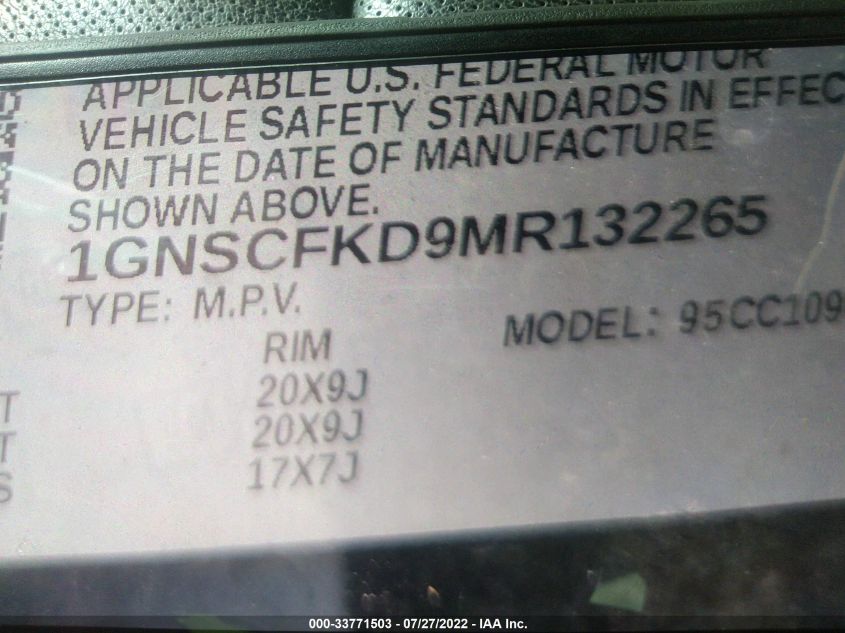 APPLICABLE U.S. FEDERAL MOTOR
VEHICLE SAFETY STANDARDS IN EFFEC
ON THE DATE OF MANUFACTURE
SHOWN ABOVE.
1GNSCFKD9MR132265
TYPE: M.P.V.
MODEL: 95CC109
RIM
T 20X9J
T 20X9J
S 17X7J
000-33771503 - 07/27/2022 - IAA Inc.